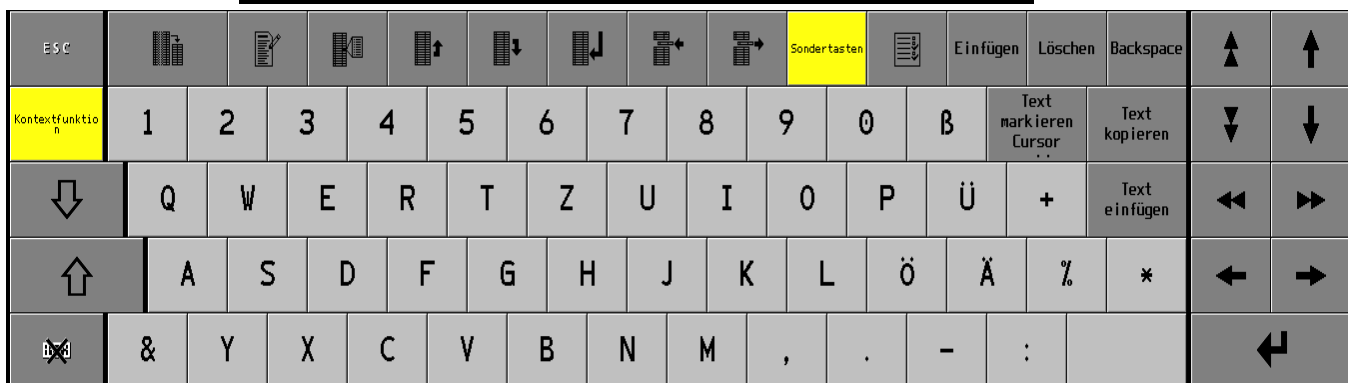 ESC Sondertasten Einfügen Löschen Backspace
Kontextfunktio
n
1 2 3 4 5 6 7 8 9 0 ß
Text
markieren
Cursor
Text
kopieren
Q W E R T Z U I O P Ü +
Text
einfügen
A S D F G H J K L Ö Ä % *
& Y X C V B N M , . - :